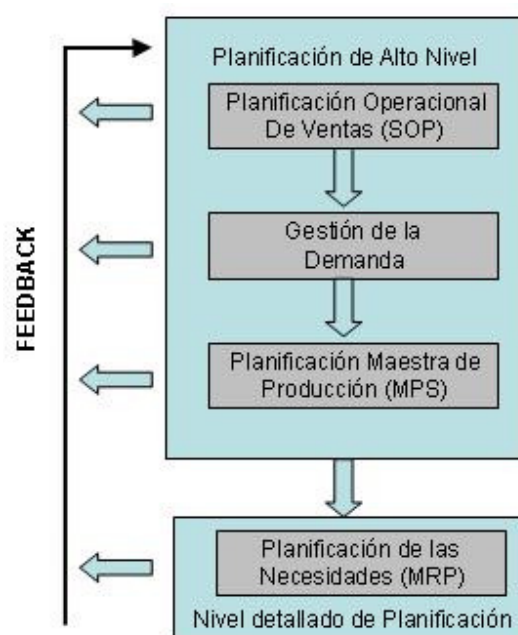 Planificación de Alto Nivel
Planificación Operacional
De Ventas (SOP)
Gestión de la
Demanda
Planificación Maestra de
Producción (MPS)
FEEDBACK
Planificación de las
Necesidades (MRP)
Nivel detallado de Planificación